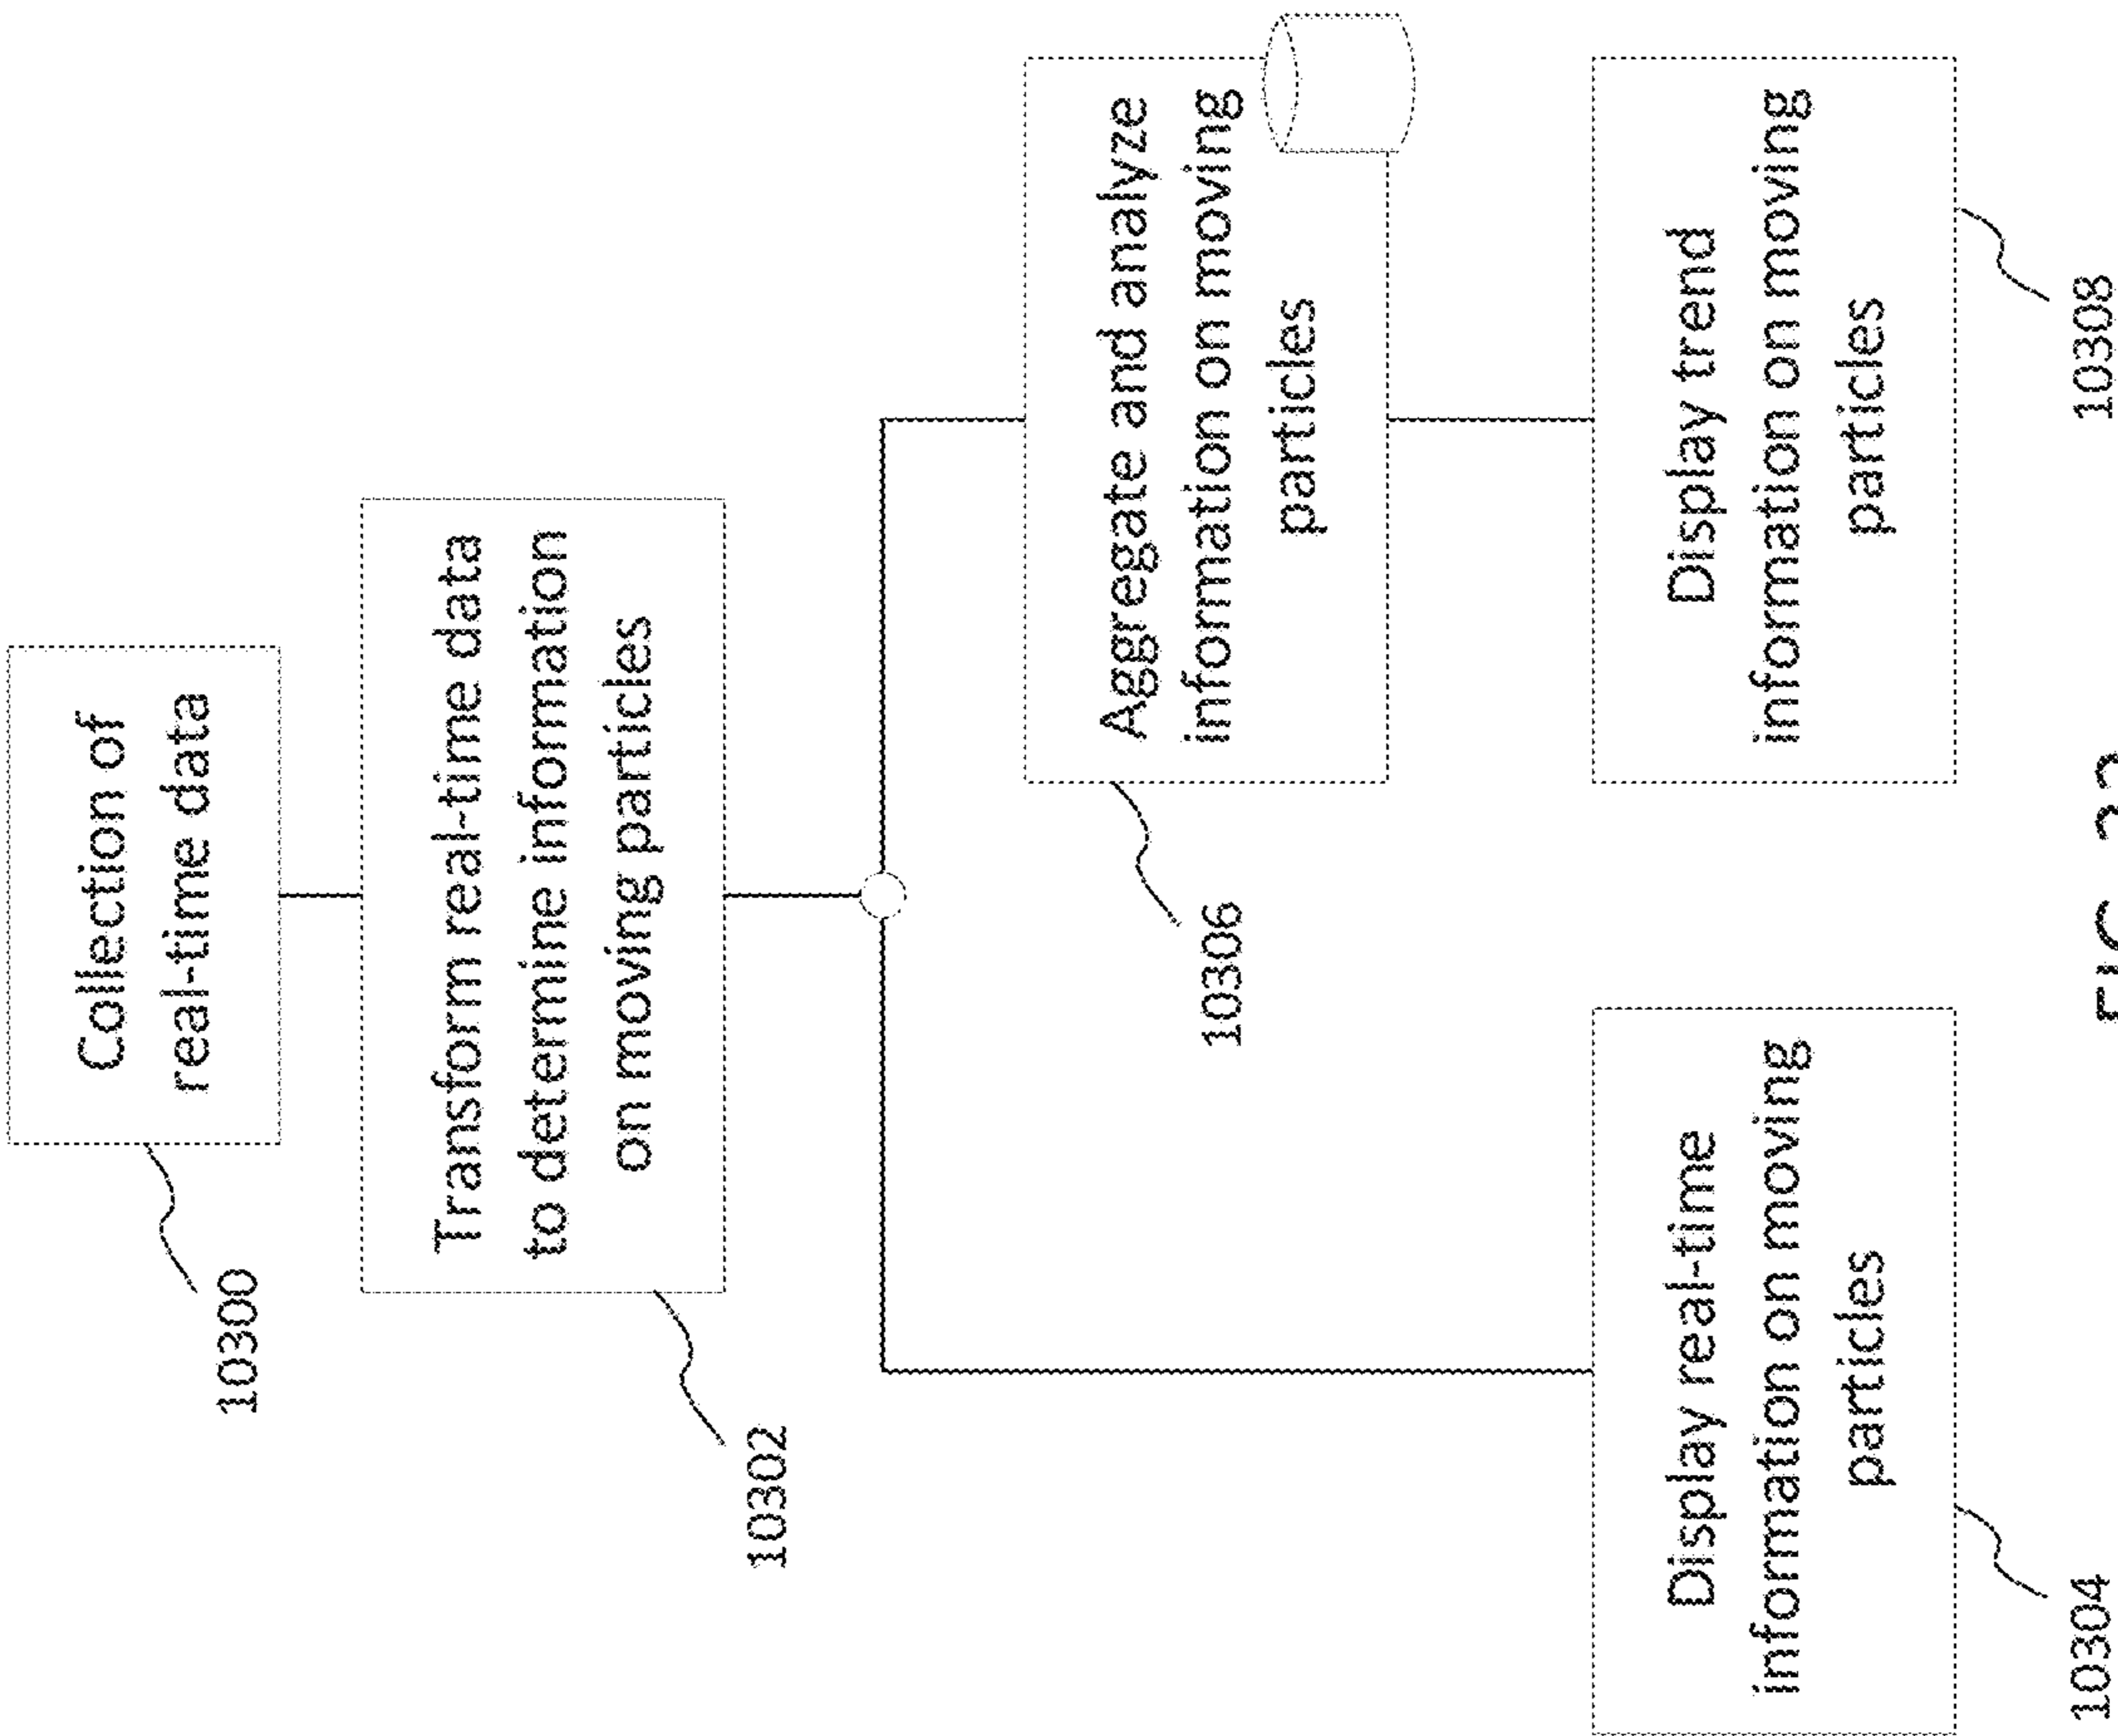 Collection of
real-time data
10300
Transform real-time data
to determine information
on moving particles
10302
Aggregate and analyze
information on moving
particles
10306
Display real-time
information on moving
particles
10304
Display trend
information on moving
particles
10308
FIG.